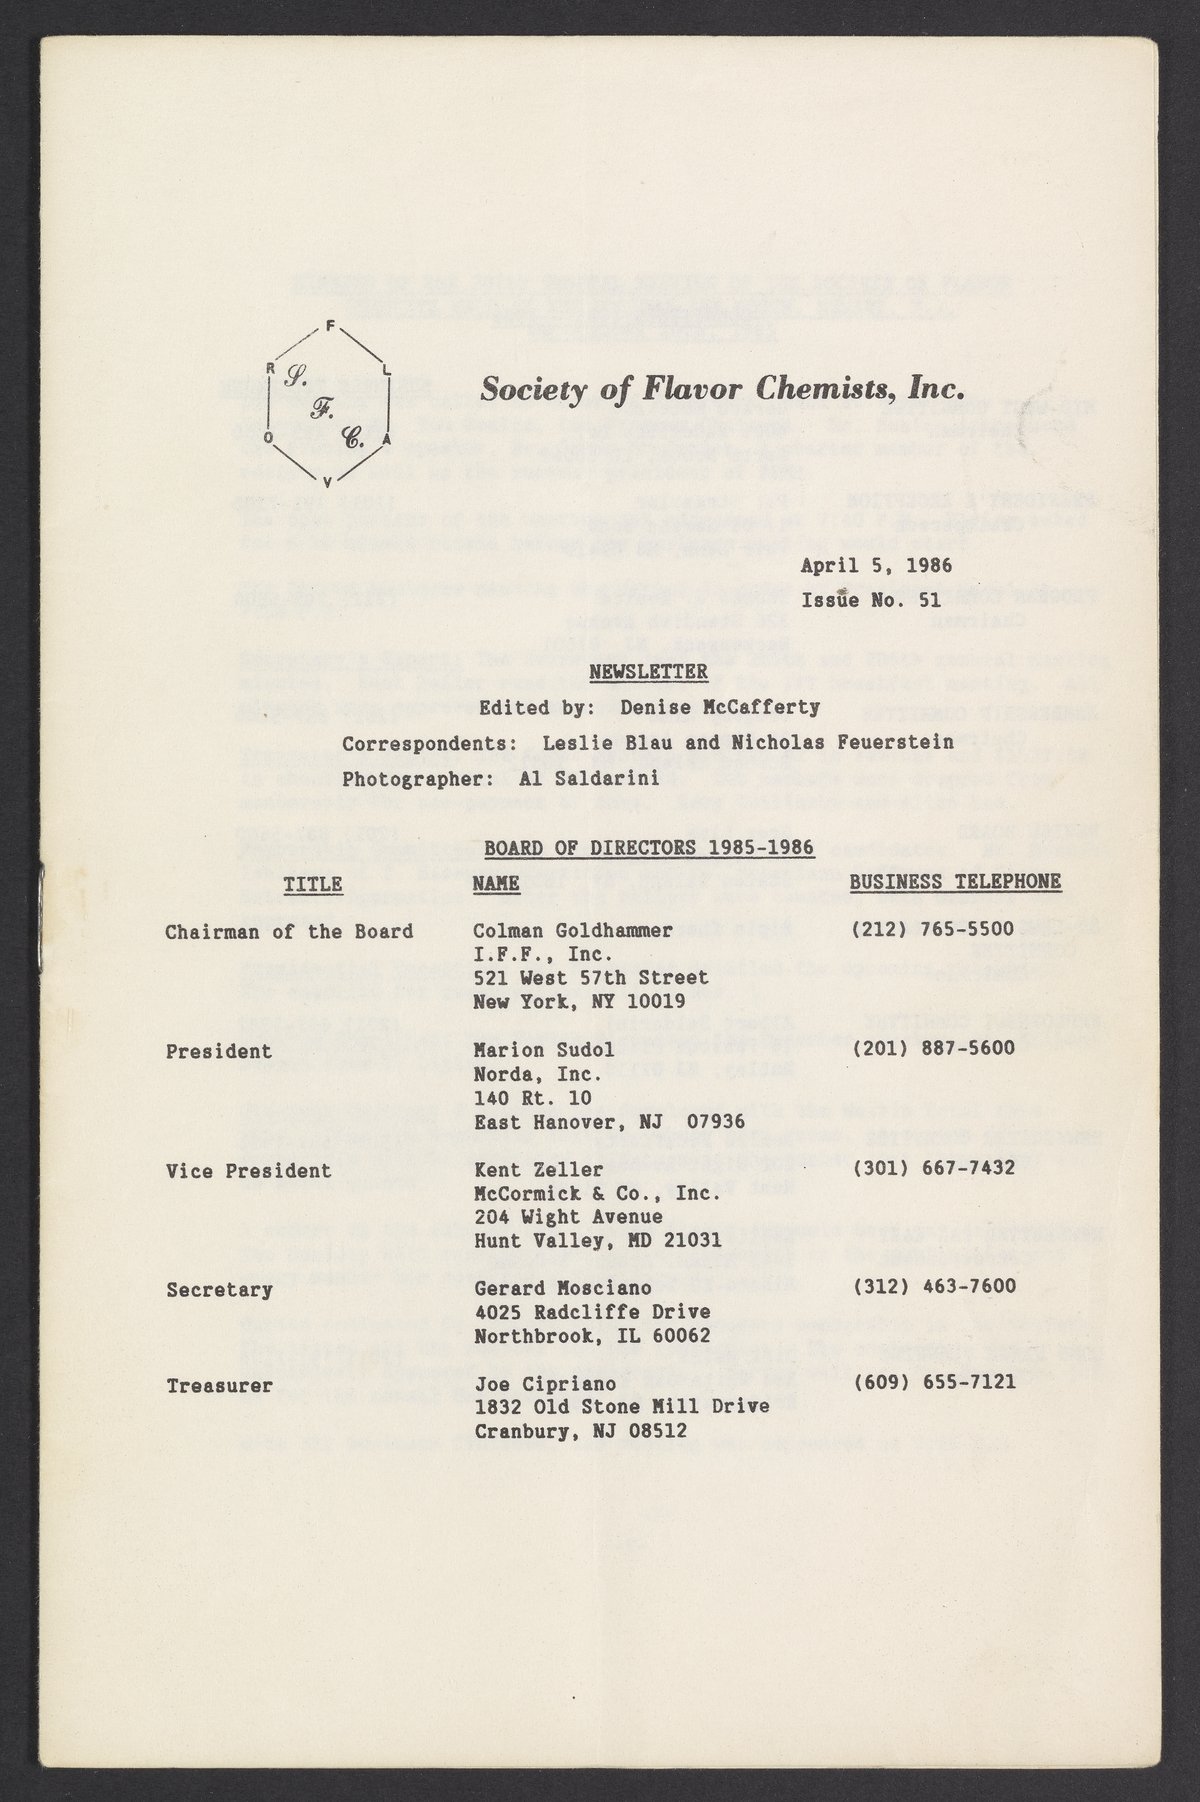 F
R L
S.
F.
C.
O A
V
Society of Flavor Chemists, Inc.
April 5, 1986
Issue No. 51
NEWSLETTER
Edited by: Denise McCafferty
Correspondents: Leslie Blau and Nicholas Feuerstein
Photographer: Al Saldarini
BOARD OF DIRECTORS 1985-1986
TITLE NAME BUSINESS TELEPHONE
Chairman of the Board Colman Goldhammer (212) 765-5500
I.F.F., Inc.
521 West 57th Street
New York, NY 10019
President Marion Sudol (201) 887-5600
Norda, Inc.
140 Rt. 10
East Hanover, NJ 07936
Vice President Kent Zeller (301) 667-7432
McCormick & Co., Inc.
204 Wight Avenue
Hunt Valley, MD 21031
Secretary Gerard Mosciano (312) 463-7600
4025 Radcliffe Drive
Northbrook, IL 60062
Treasurer Joe Cipriano (609) 655-7121
1832 Old Stone Mill Drive
Cranbury, NJ 08512